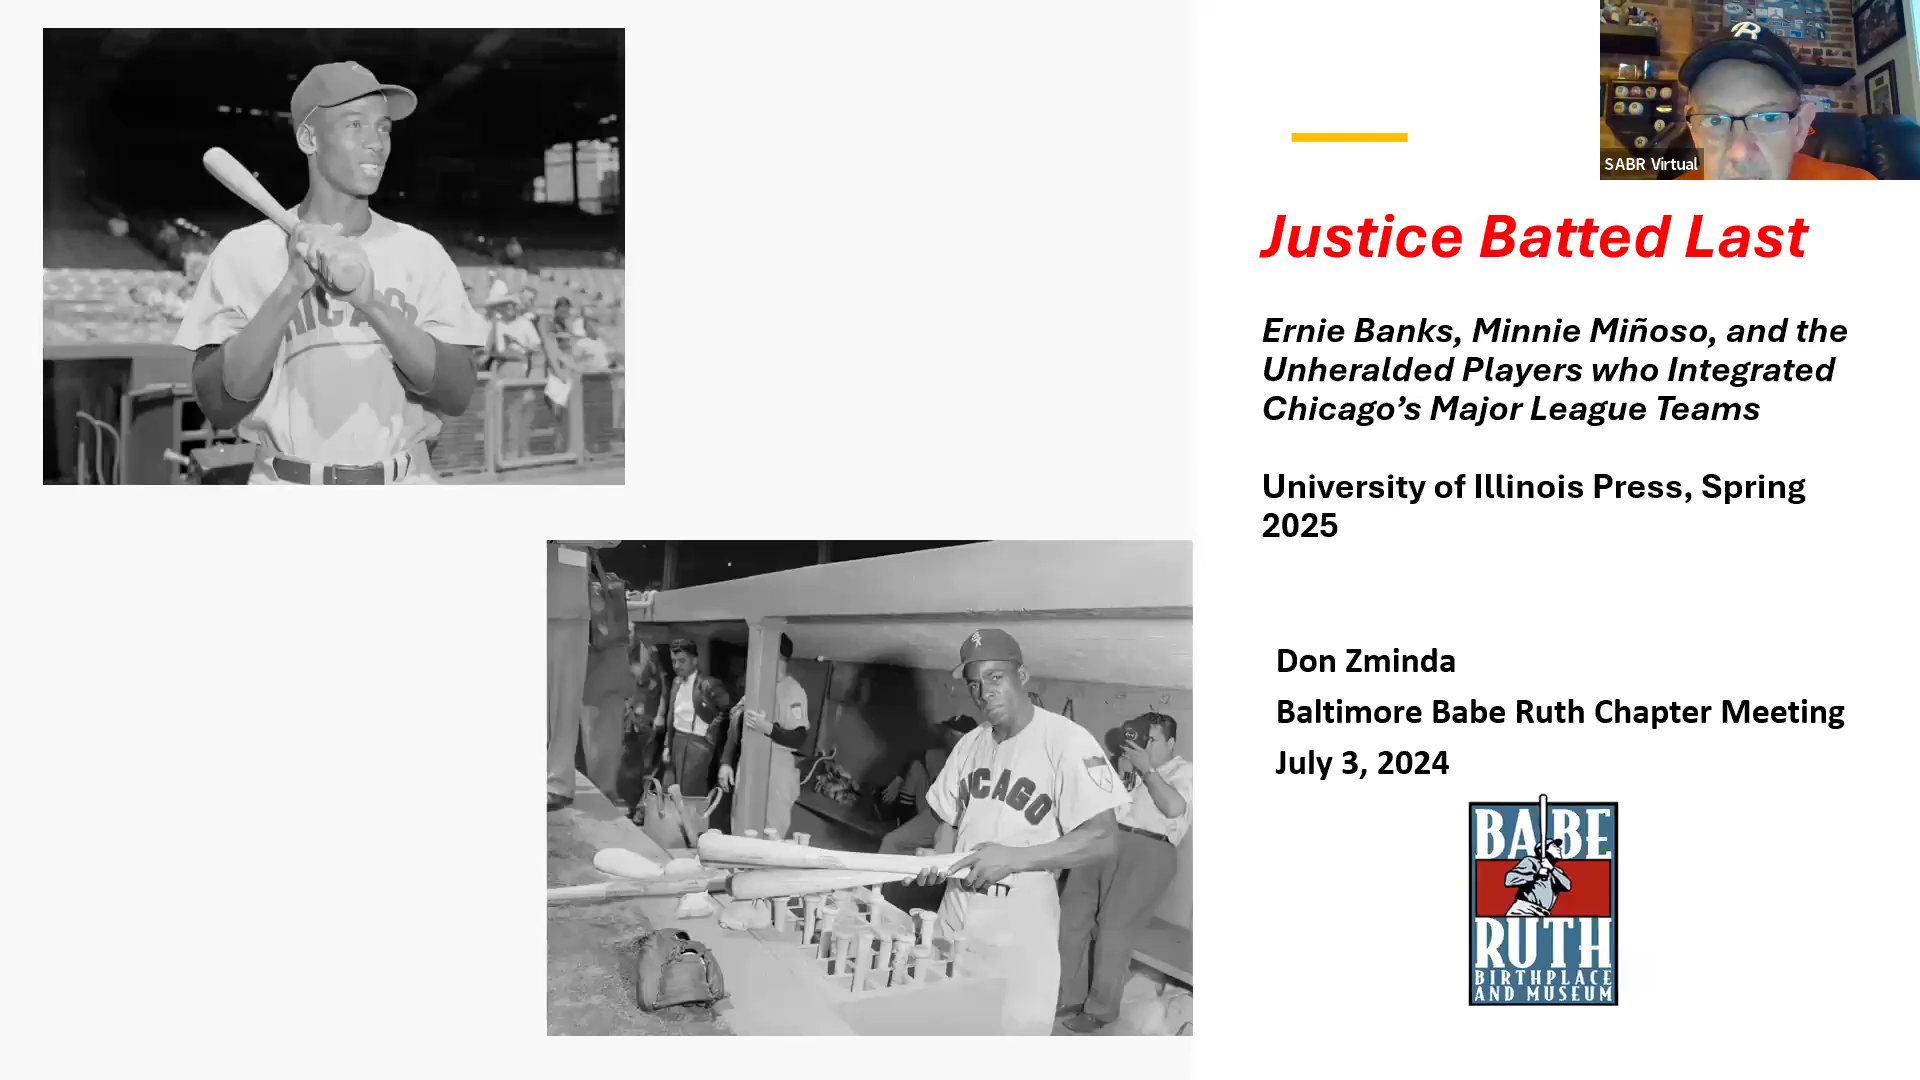 SABR Virtual
Justice Batted Last
Ernie Banks, Minnie Miñoso, and the
Unheralded Players who Integrated
Chicago’s Major League Teams
University of Illinois Press, Spring
2025
Don Zminda
Baltimore Babe Ruth Chapter Meeting
July 3, 2024
BABE
RUTH
BIRTHPLACE
AND MUSEUM
HICAGO
HICAGO